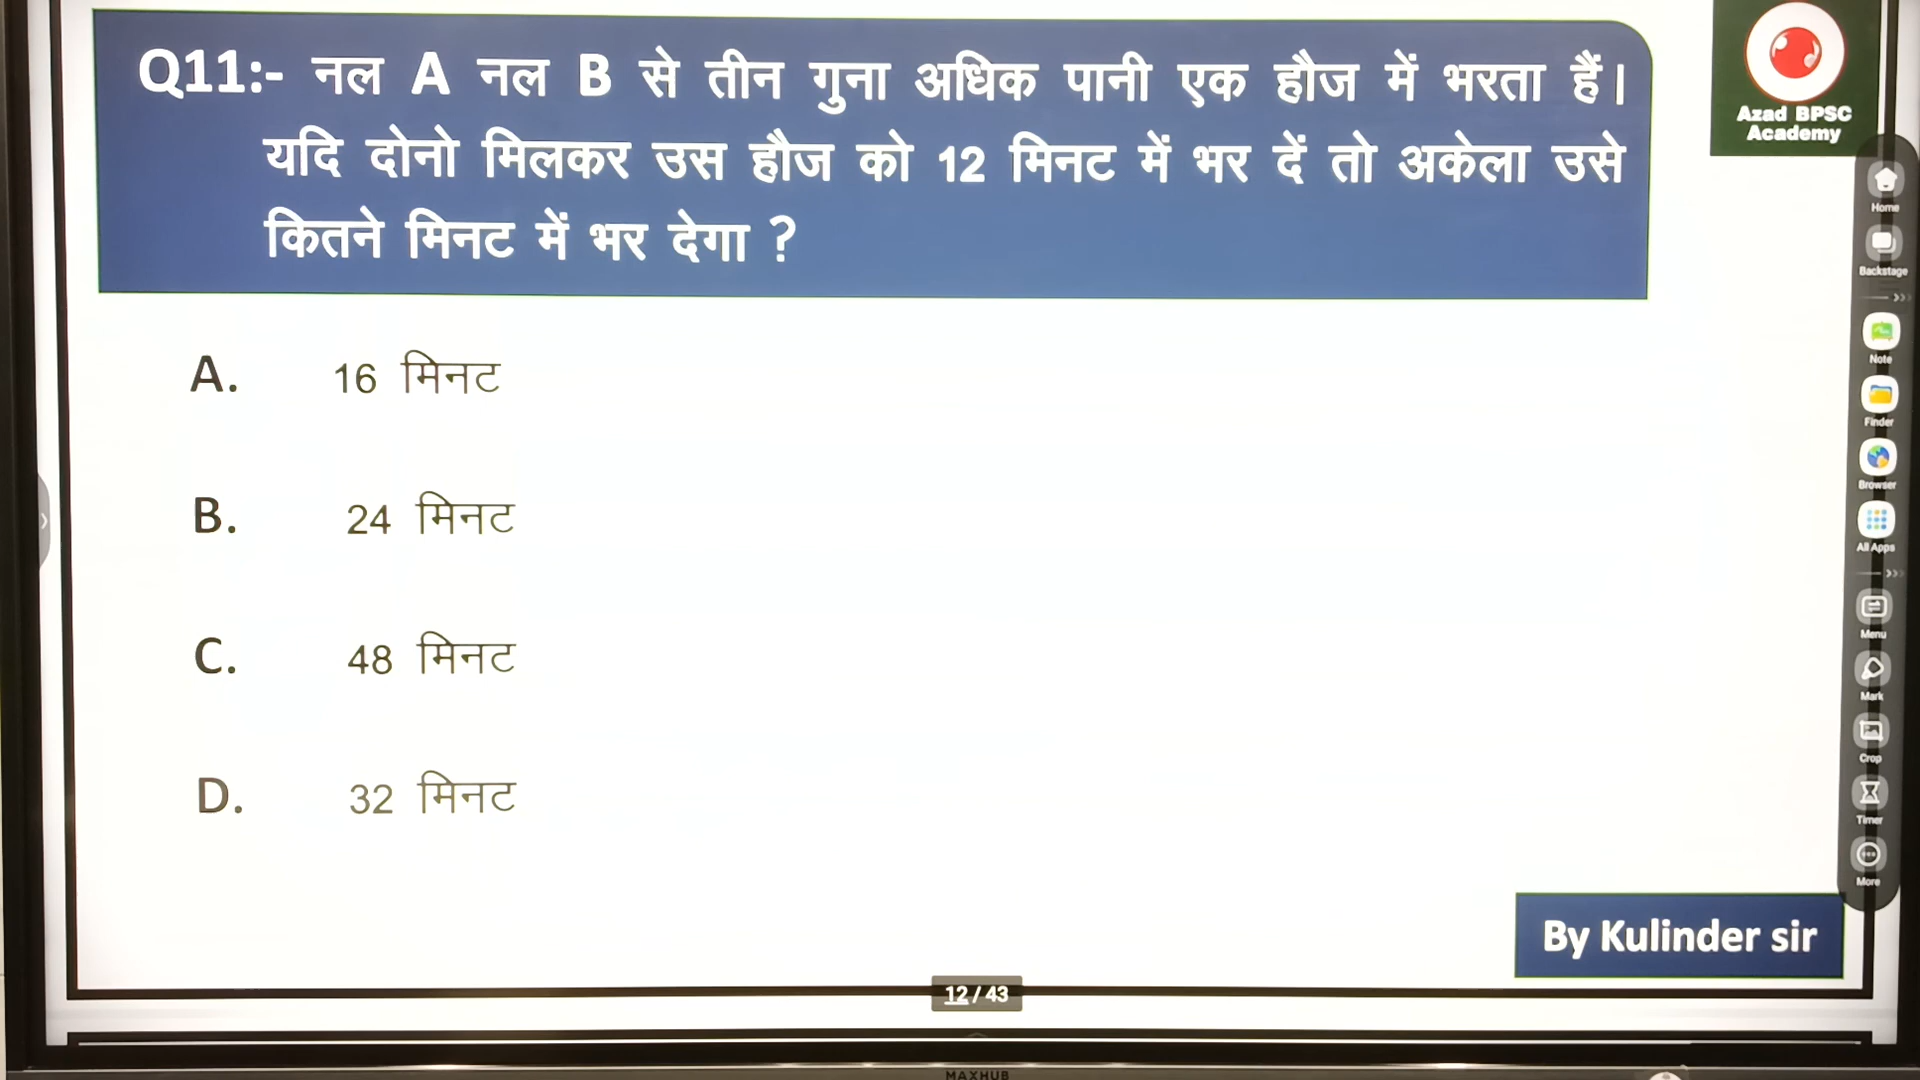 Q11:- नल A नल B से तीन गुना अधिक पानी एक हौज में भरता हैं।
यदि दोनो मिलकर उस हौज को 12 मिनट में भर दें तो अकेला उसे
कितने मिनट में भर देगा ?
A. 16 मिनट
B. 24 मिनट
C. 48 मिनट
D. 32 मिनट
Azad BPSC
Academy
Home
Backstage
Note
Finder
Browser
All Apps
Menu
Mark
Crop
Timer
More
By Kulinder sir
12 / 43
MAXHUB